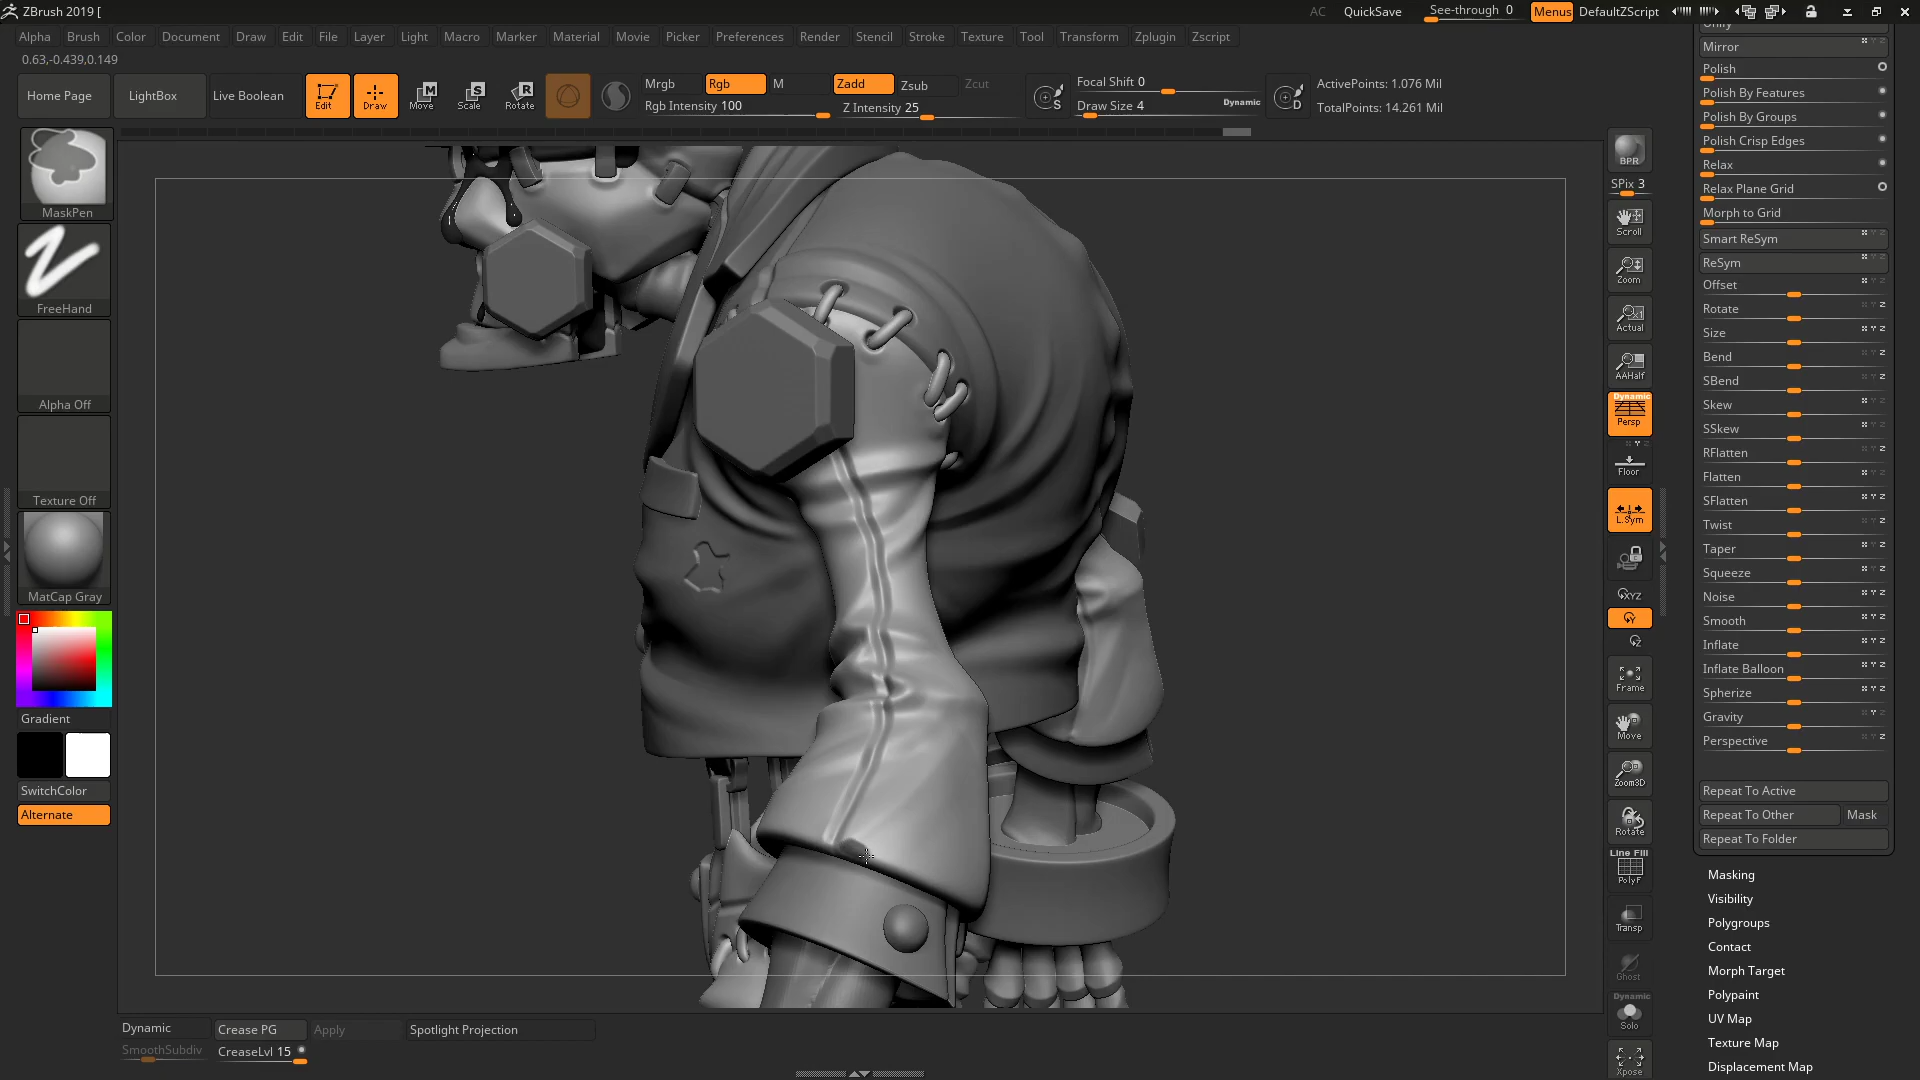 ZBrush 2019 [
AC QuickSave See-through 0 Menus DefaultZScript
Alpha Brush Color Document Draw Edit File Layer Light Macro Marker Material Movie Picker Preferences Render Stencil Stroke Texture Tool Transform Zplugin Zscript
0.63,-0.439,0.149
Home Page LightBox Live Boolean Edit Draw Move Scale Rotate
Mrgb Rgb M Zadd Zsub Zcut
Rgb Intensity 100 Z Intensity 25
Focal Shift 0
Draw Size 4 Dynamic
ActivePoints: 1.076 Mil
TotalPoints: 14.261 Mil
MaskPen
FreeHand
Alpha Off
Texture Off
MatCap Gray
Gradient
SwitchColor
Alternate
BPR
SPix 3
Scroll
Zoom
Actual
AAHalf
Dynamic
Persp
Floor
L.Sym
XYZ
Y
Z
Frame
Move
Zoom3D
Rotate
Line Fill
PolyF
Transp
Ghost
Dynamic
Solo
Xpose
Mirror
Polish
Polish By Features
Polish By Groups
Polish Crisp Edges
Relax
Relax Plane Grid
Morph to Grid
Smart ReSym
ReSym
Offset
Rotate
Size
Bend
SBend
Skew
SSkew
RFlatten
Flatten
SFlatten
Twist
Taper
Squeeze
Noise
Smooth
Inflate
Inflate Balloon
Spherize
Gravity
Perspective
Repeat To Active
Repeat To Other Mask
Repeat To Folder
Masking
Visibility
Polygroups
Contact
Morph Target
Polypaint
UV Map
Texture Map
Displacement Map
Dynamic Crease PG Apply Spotlight Projection
SmoothSubdiv CreaseLvl 15